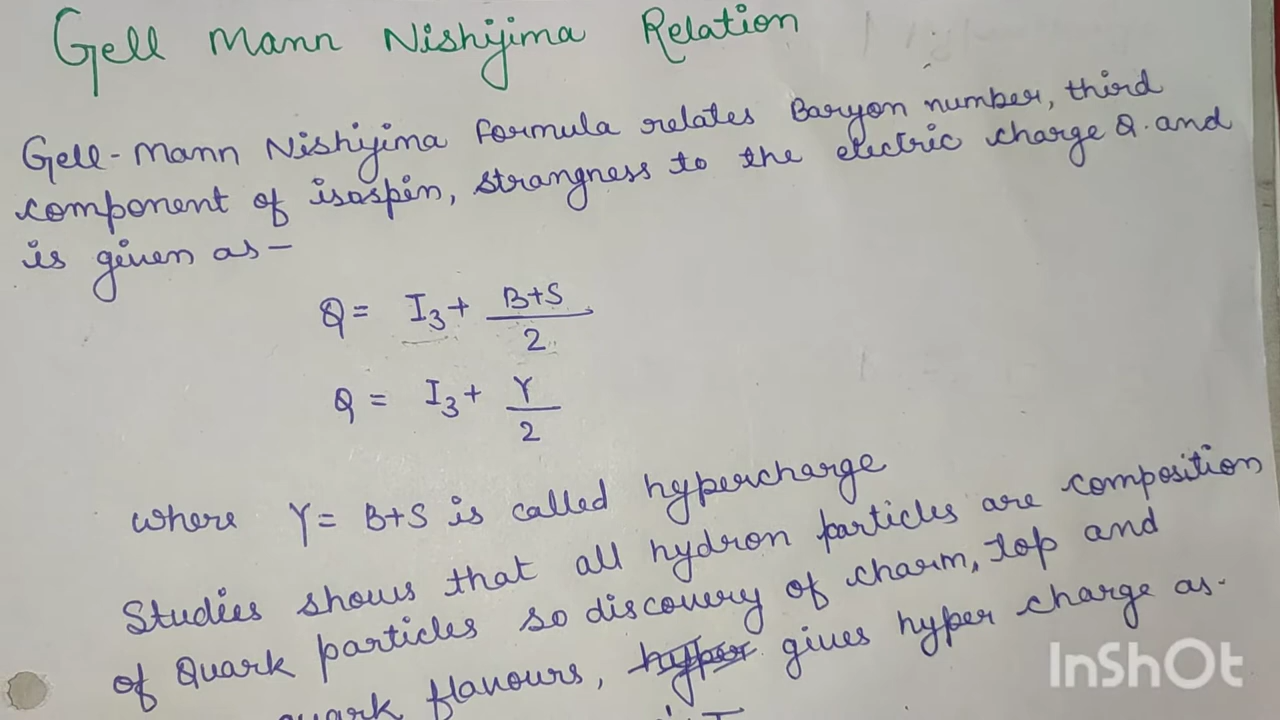 Gell Mann Nishijima Relation
Gell-Mann Nishijima formula relates Baryon number, third
component of isospin, strangness to the electric charge Q. and
is given as -
Q = I₃ + B+S / 2
Q = I₃ + Y / 2
where Y = B+S is called hypercharge
Studies shows that all hydron particles are composition
of Quark particles so discovery of charm, top and
quark flavours, gives hyper charge as.
InShOt